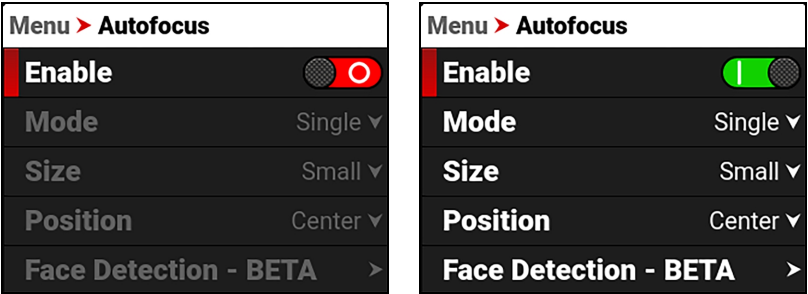 Menu ➤ Autofocus
Enable
Mode Single
Size Small
Position Center
Face Detection - BETA
Menu ➤ Autofocus
Enable
Mode Single
Size Small
Position Center
Face Detection - BETA